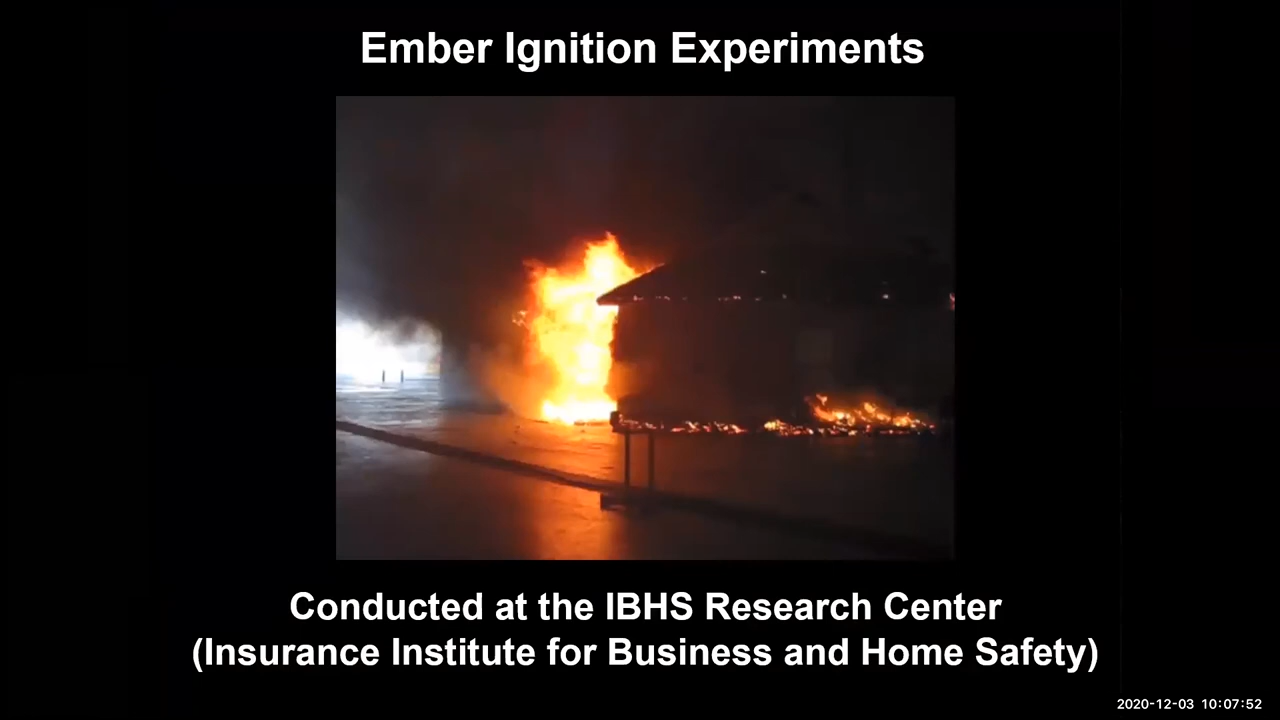 Ember Ignition Experiments
Conducted at the IBHS Research Center
(Insurance Institute for Business and Home Safety)
2020-12-03 10:07:52